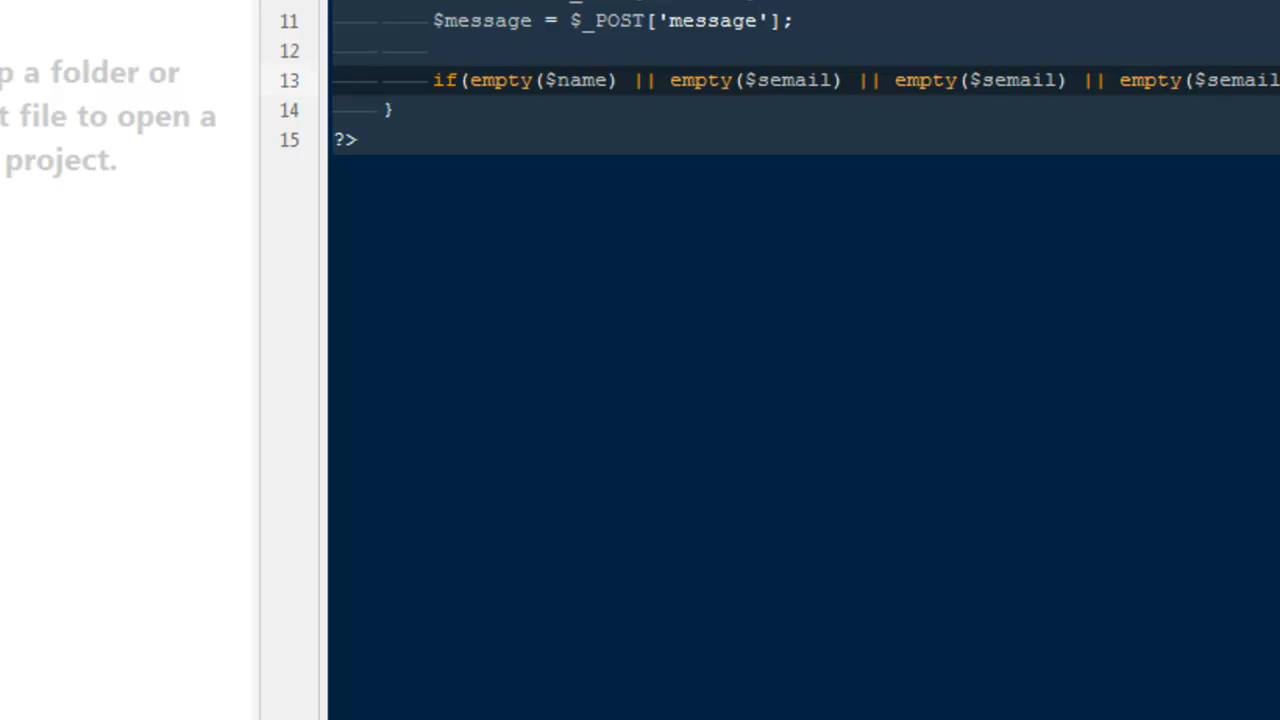 p a folder or
t file to open a
project.
11 $message = $_POST['message'];
12
13 if(empty($name) || empty($semail) || empty($semail) || empty($semail
14 }
15 ?>